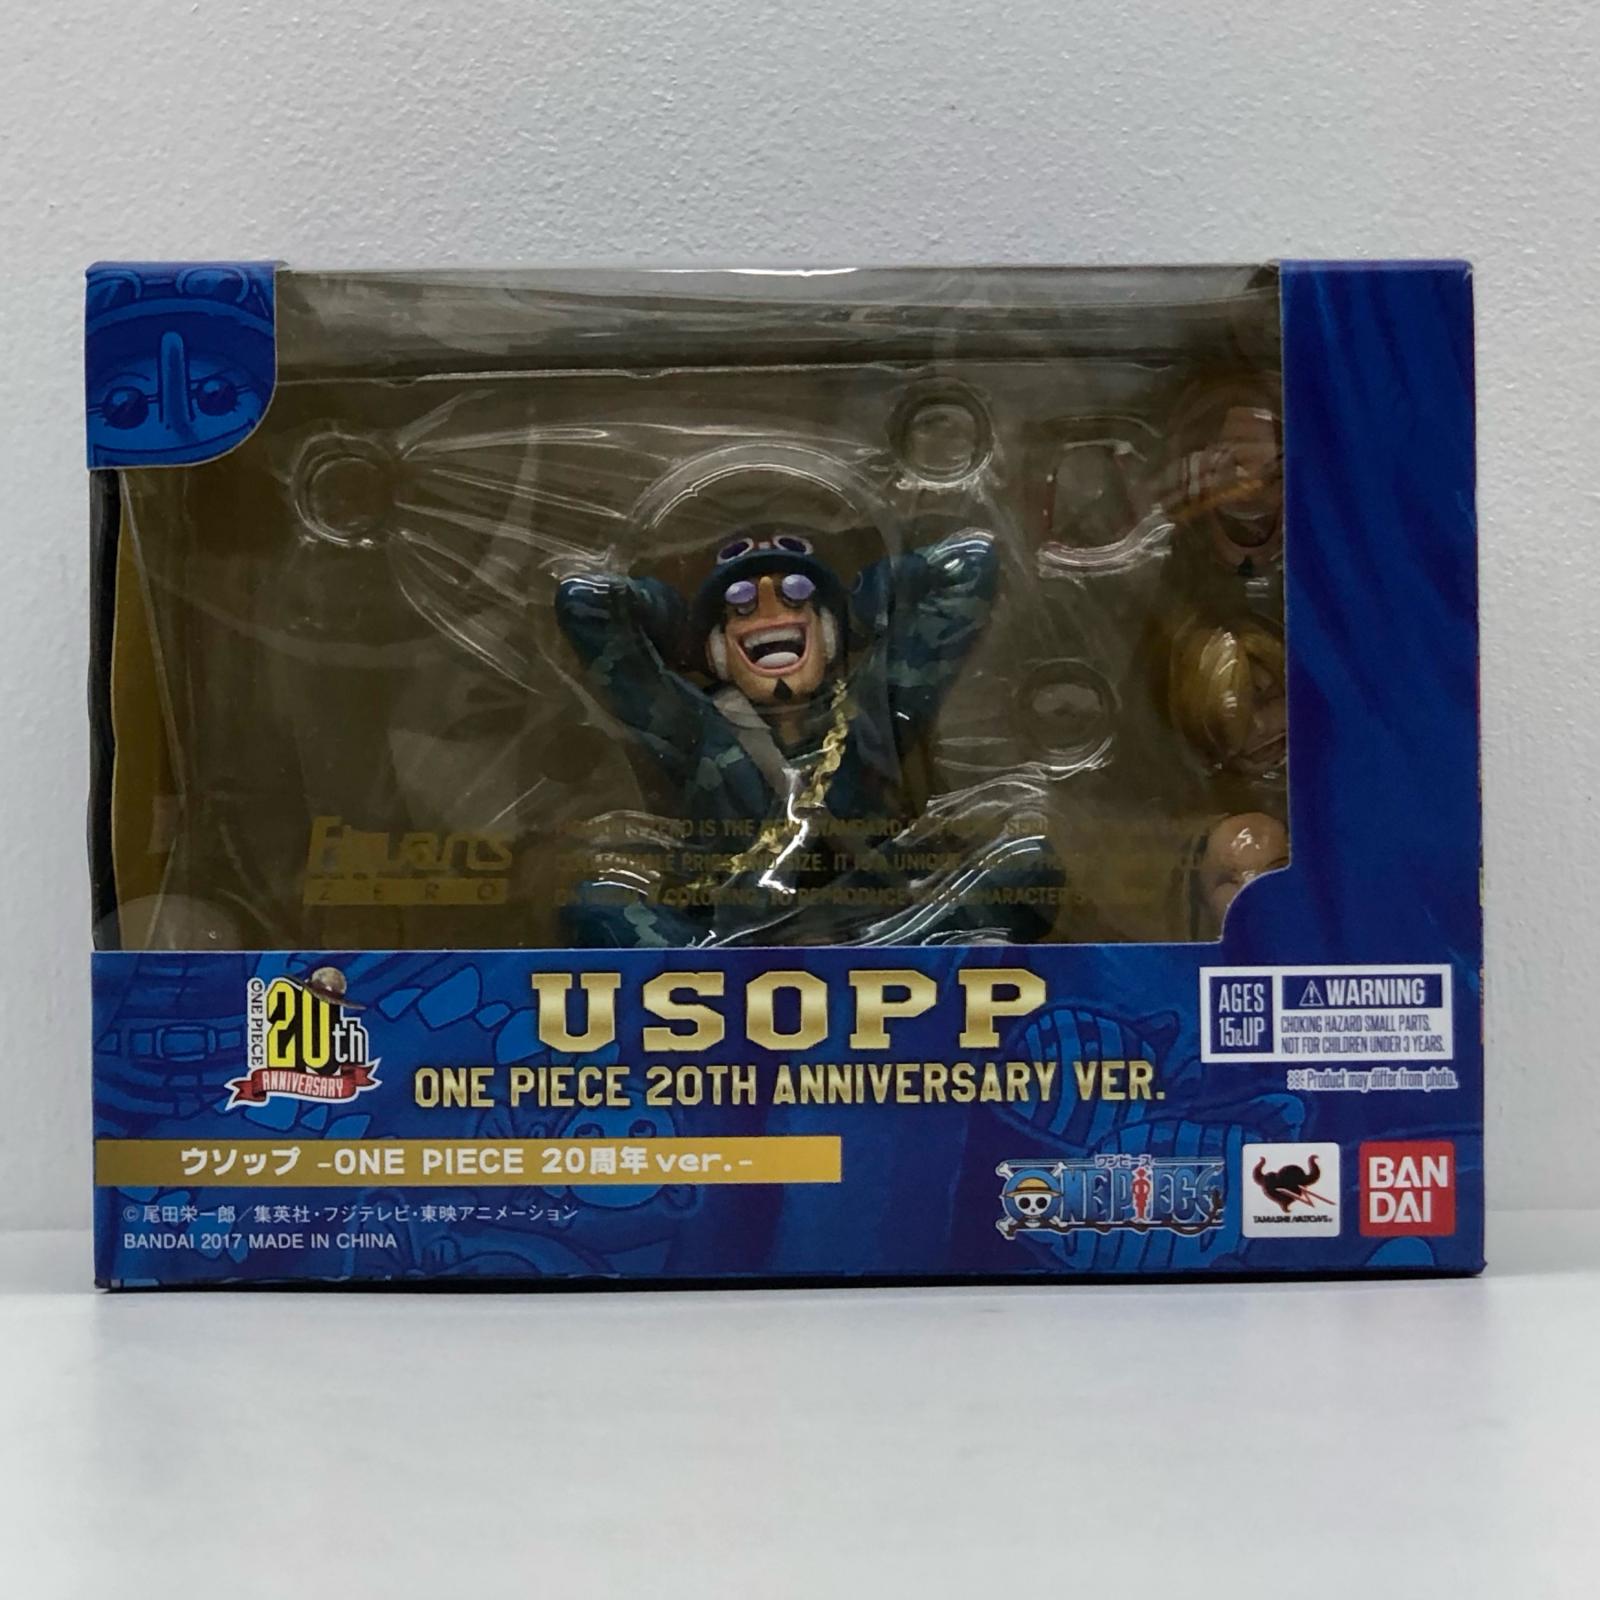 Figuarts
ZERO
USOPP
ONE PIECE 20TH ANNIVERSARY VER.
ONE PIECE
20th
ANNIVERSARY
ウソップ -ONE PIECE 20周年ver.-
©尾田栄一郎／集英社・フジテレビ・東映アニメーション
BANDAI 2017 MADE IN CHINA
AGES
15&UP
⚠WARNING
CHOKING HAZARD SMALL PARTS.
NOT FOR CHILDREN UNDER 3 YEARS.
※Product may differ from photo.
ワンピース
ONE PIECE
TAMASHII NATIONS
BAN
DAI